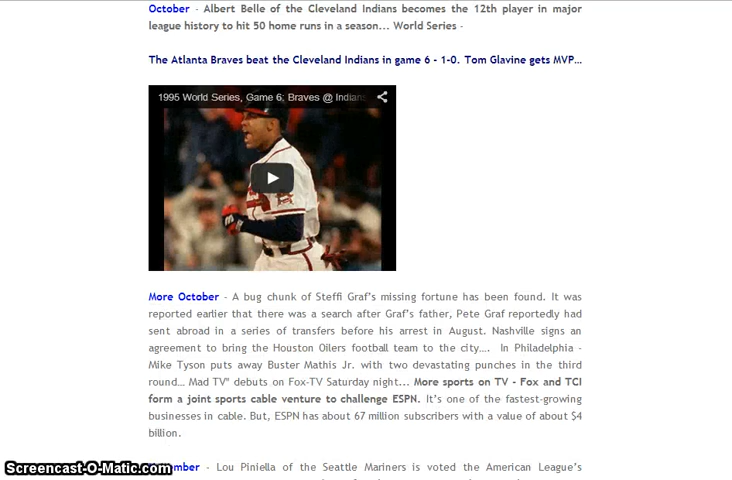 October - Albert Belle of the Cleveland Indians becomes the 12th player in major
league history to hit 50 home runs in a season... World Series -
The Atlanta Braves beat the Cleveland Indians in game 6 - 1-0. Tom Glavine gets MVP...
1995 World Series, Game 6: Braves @ Indians
More October - A bug chunk of Steffi Graf's missing fortune has been found. It was
reported earlier that there was a search after Graf's father, Pete Graf reportedly had
sent abroad in a series of transfers before his arrest in August. Nashville signs an
agreement to bring the Houston Oilers football team to the city.... In Philadelphia -
Mike Tyson puts away Buster Mathis Jr. with two devastating punches in the third
round... Mad TV" debuts on Fox-TV Saturday night... More sports on TV - Fox and TCI
form a joint sports cable venture to challenge ESPN. It's one of the fastest-growing
businesses in cable. But, ESPN has about 67 million subscribers with a value of about $4
billion.
- Lou Piniella of the Seattle Mariners is voted the American League's
Screencast-O-Matic.com